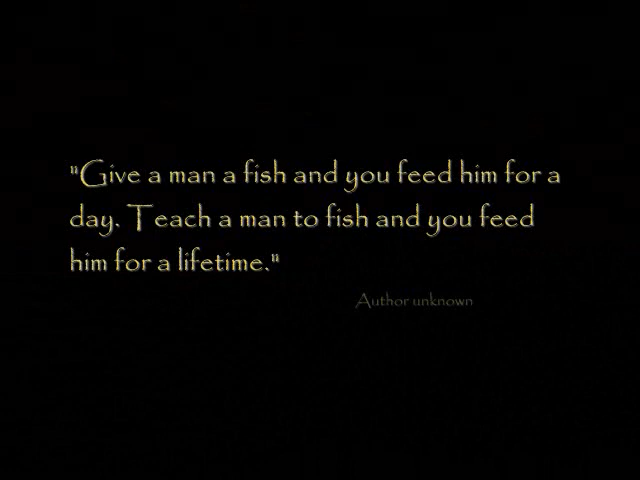 "Give a man a fish and you feed him for a
day. Teach a man to fish and you feed
him for a lifetime."
Author unknown